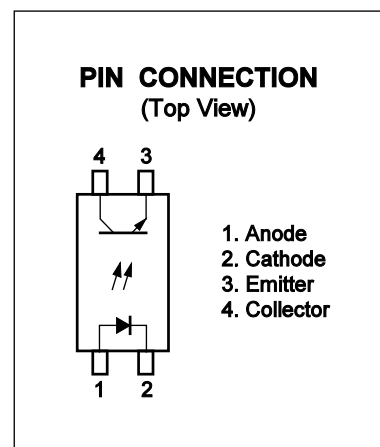 PIN CONNECTION
(Top View)
4 3
1. Anode
2. Cathode
3. Emitter
4. Collector
1 2